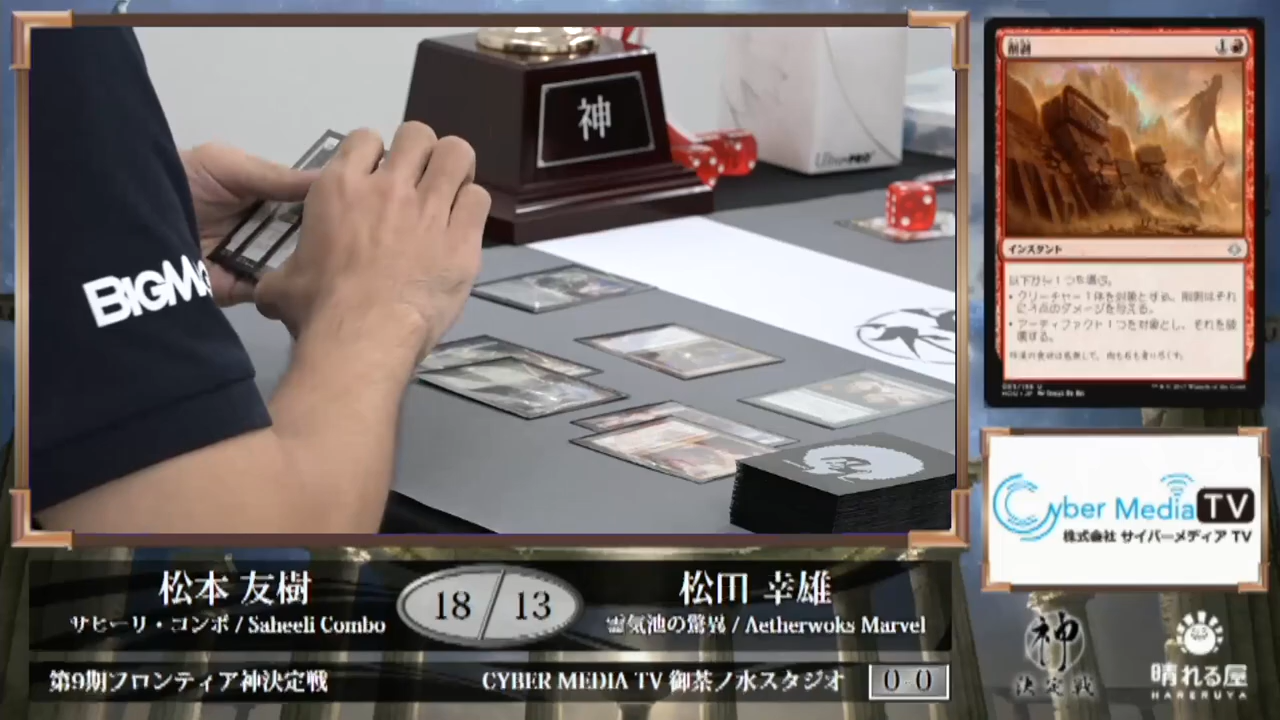 神
BIGM
Ultra PRO
削剥
インスタント
以下から1つを選ぶ。
・クリーチャー1体を対象とする。削剥はそれに3点のダメージを与える。
・アーティファクト1つを対象とし、それを破壊する。
Cyber Media TV
株式会社 サイバーメディア TV
松本 友樹
18 / 13
松田 幸雄
サヒーリ・コンボ / Saheeli Combo
霊気池の驚異 / Aetherwoks Marvel
第9期フロンティア神決定戦
CYBER MEDIA TV 御茶ノ水スタジオ
0-0
神
決定戦
晴れる屋
HARERUYA